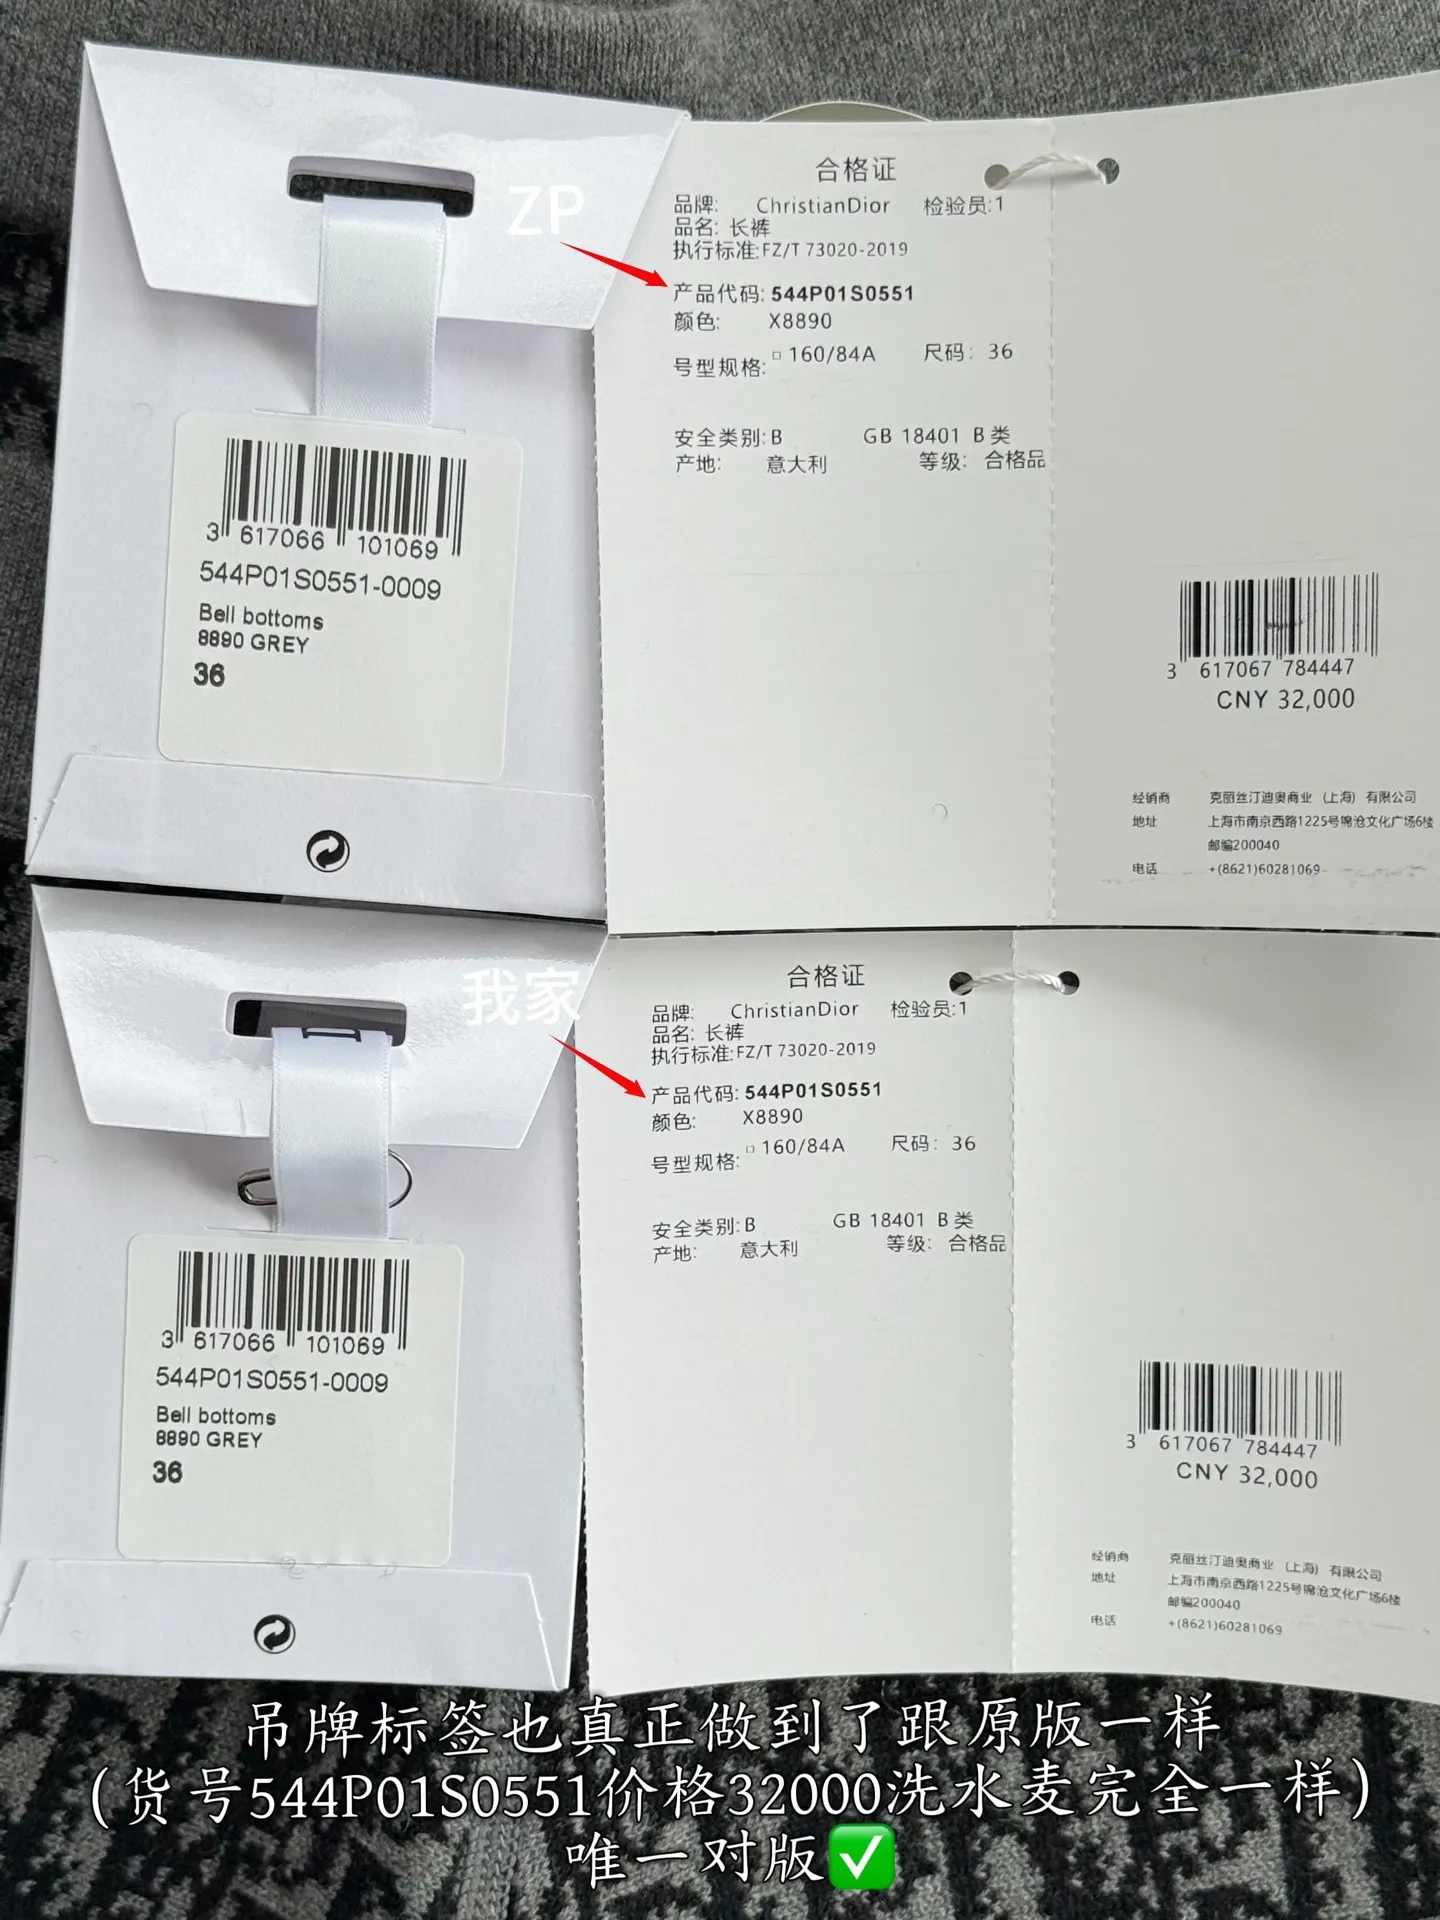 ZP
3 617066 101069
544P01S0551-0009
Bell bottoms
8890 GREY
36
合格证
品牌: ChristianDior 检验员:1
品名: 长裤
执行标准:FZ/T 73020-2019
产品代码: 544P01S0551
颜色: X8890
号型规格: □ 160/84A 尺码: 36
安全类别: B GB 18401 B 类
产地: 意大利 等级: 合格品
3 617067 784447
CNY 32,000
经销商 克丽丝汀迪奥商业 (上海) 有限公司
地址 上海市南京西路1225号锦沧文化广场6楼
邮编200040
电话 +(8621)60281069
我家
3 617066 101069
544P01S0551-0009
Bell bottoms
8890 GREY
36
合格证
品牌: ChristianDior 检验员:1
品名: 长裤
执行标准:FZ/T 73020-2019
产品代码: 544P01S0551
颜色: X8890
号型规格: □ 160/84A 尺码: 36
安全类别: B GB 18401 B 类
产地: 意大利 等级: 合格品
3 617067 784447
CNY 32,000
经销商 克丽丝汀迪奥商业 (上海) 有限公司
地址 上海市南京西路1225号锦沧文化广场6楼
邮编200040
电话 +(8621)60281069
吊牌标签也真正做到了跟原版一样
(货号544P01S0551价格32000洗水麦完全一样)
唯一对版✅